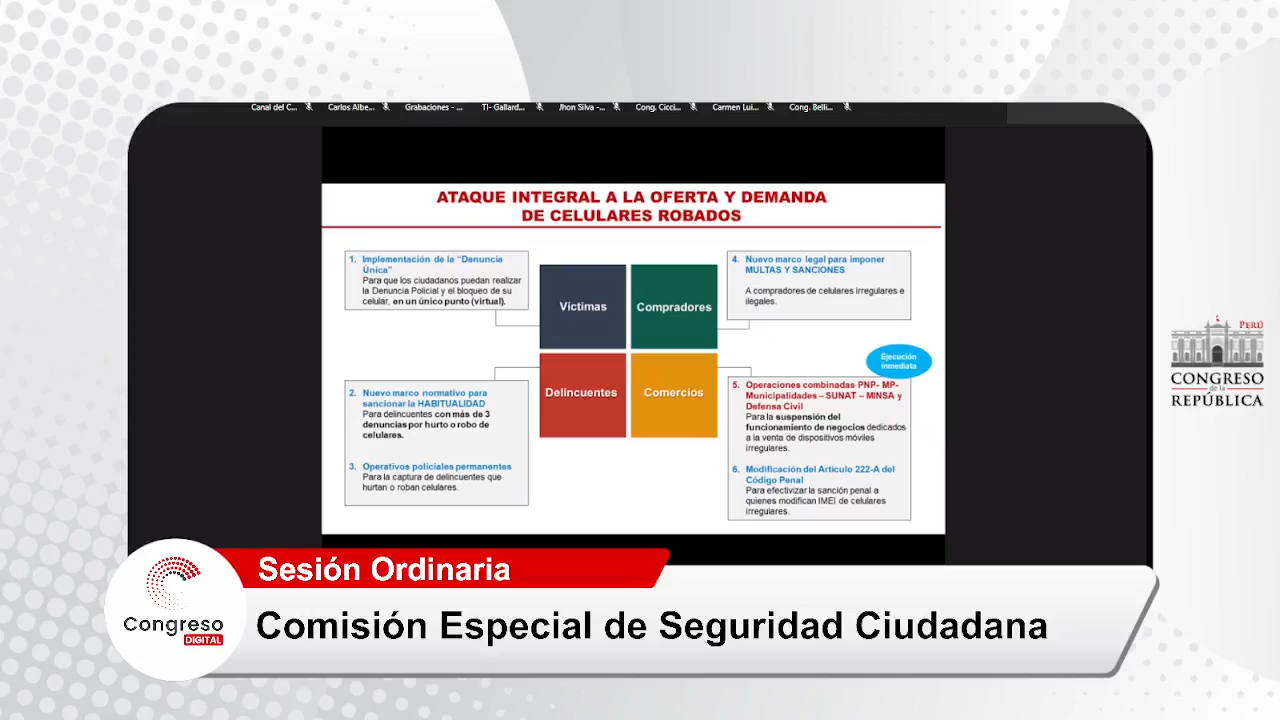 Canal del C...
Carlos Albe...
Grabaciones - ...
TI- Gallard...
Jhon Silva -...
Cong. Cicci...
Carmen Lui...
Cong. Belli...
ATAQUE INTEGRAL A LA OFERTA Y DEMANDA
DE CELULARES ROBADOS
1. Implementación de la “Denuncia
Única”
Para que los ciudadanos puedan realizar
la Denuncia Policial y el bloqueo de su
celular, en un único punto (virtual).
Víctimas
Compradores
4. Nuevo marco legal para imponer
MULTAS Y SANCIONES
A compradores de celulares irregulares e
ilegales.
Delincuentes
Comercios
2. Nuevo marco normativo para
sancionar la HABITUALIDAD
Para delincuentes con más de 3
denuncias por hurto o robo de
celulares.
3. Operativos policiales permanentes
Para la captura de delincuentes que
hurtan o roban celulares.
Ejecución
inmediata
5. Operaciones combinadas PNP- MP-
Municipalidades – SUNAT – MINSA y
Defensa Civil
Para la suspensión del
funcionamiento de negocios dedicados
a la venta de dispositivos móviles
irregulares.
6. Modificación del Artículo 222-A del
Código Penal
Para efectivizar la sanción penal a
quienes modifican IMEI de celulares
irregulares.
PERÚ
CONGRESO
de la
REPÚBLICA
Sesión Ordinaria
Congreso
DIGITAL
Comisión Especial de Seguridad Ciudadana